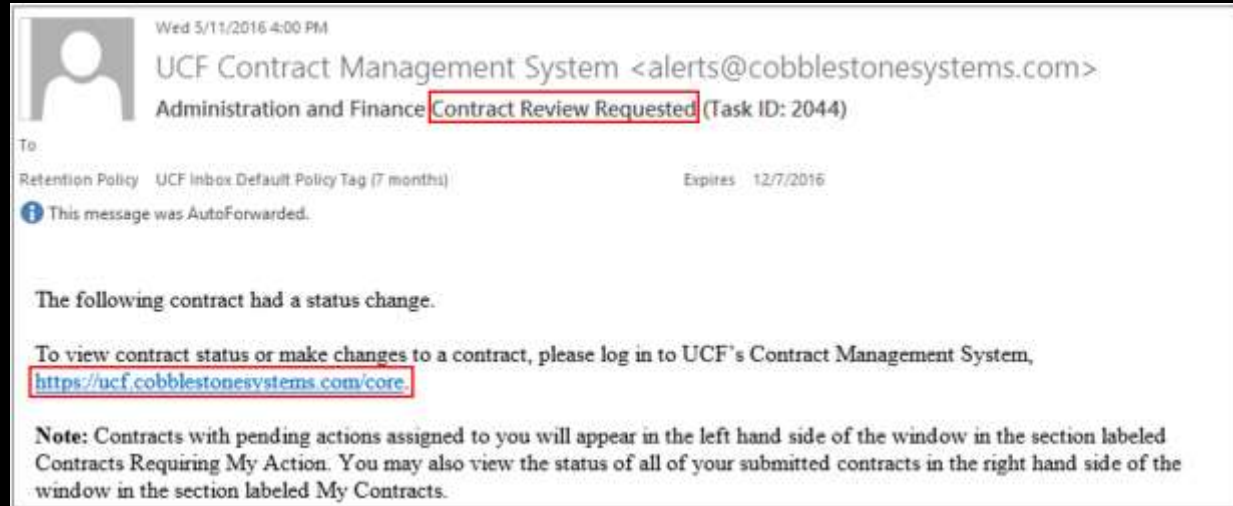 Wed 5/11/2016 4:00 PM
UCF Contract Management System <alerts@cobblestonesystems.com>
Administration and Finance Contract Review Requested (Task ID: 2044)
To
Retention Policy UCF Inbox Default Policy Tag (7 months) Expires 12/7/2016
This message was AutoForwarded.
The following contract had a status change.
To view contract status or make changes to a contract, please log in to UCF's Contract Management System,
https://ucf.cobblestonesystems.com/core.
Note: Contracts with pending actions assigned to you will appear in the left hand side of the window in the section labeled
Contracts Requiring My Action. You may also view the status of all of your submitted contracts in the right hand side of the
window in the section labeled My Contracts.